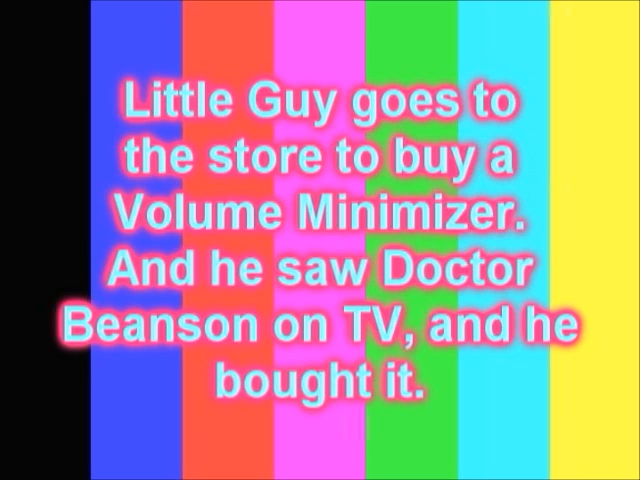 Little Guy goes to
the store to buy a
Volume Minimizer.
And he saw Doctor
Beanson on TV, and he
bought it.